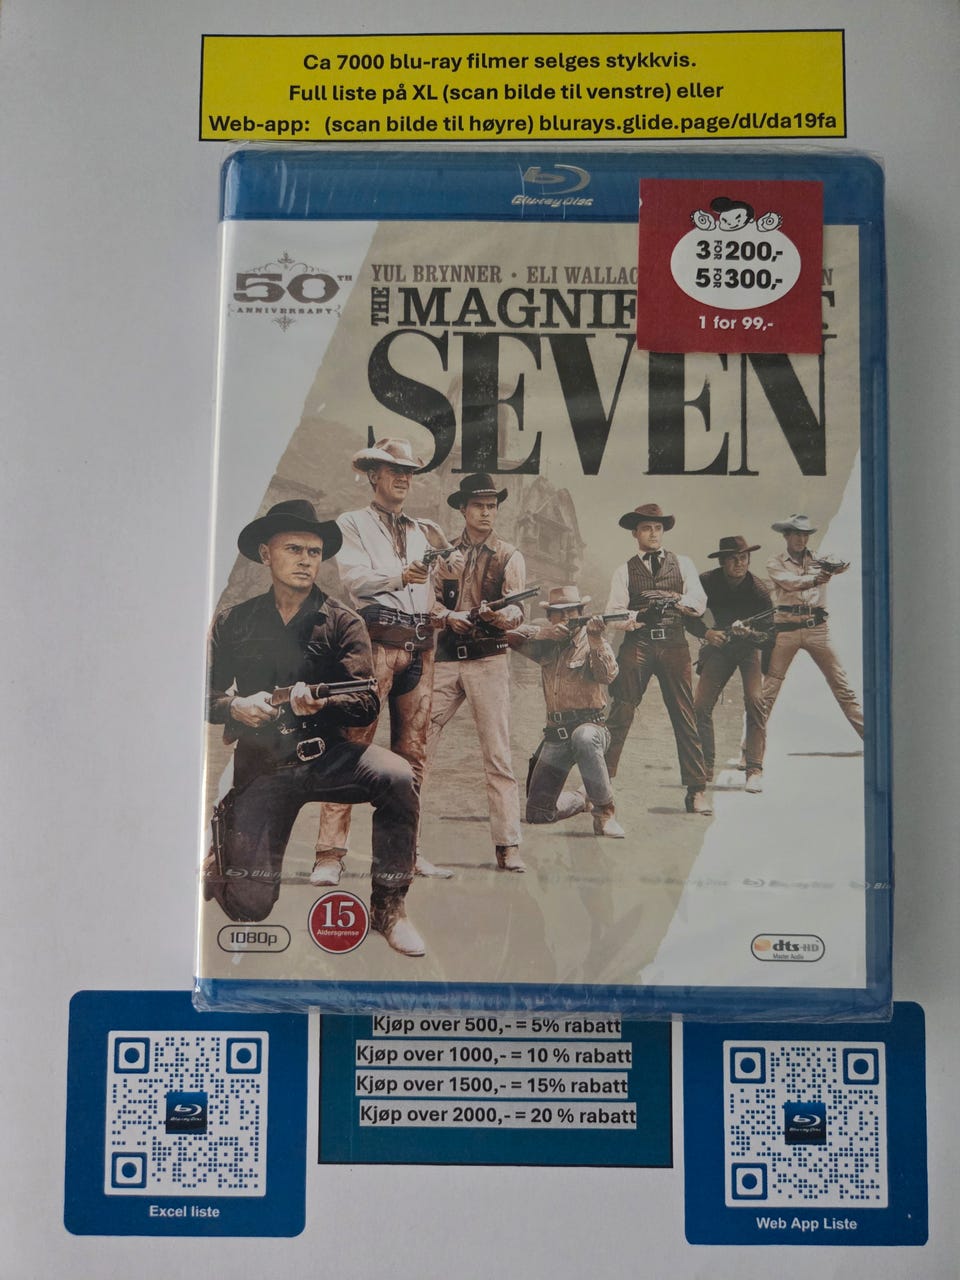 Ca 7000 blu-ray filmer selges stykkvis.
Full liste på XL (scan bilde til venstre) eller
Web-app: (scan bilde til høyre) blurays.glide.page/dl/da19fa
Blu-ray Disc
3 FOR 200,-
5 FOR 300,-
1 for 99,-
50TH
ANNIVERSARY
YUL BRYNNER · ELI WALLAC
THE MAGNIF
SEVEN
1080p
15
Aldersgrense
dts-HD
Master Audio
Kjøp over 500,- = 5% rabatt
Kjøp over 1000,- = 10 % rabatt
Kjøp over 1500,- = 15% rabatt
Kjøp over 2000,- = 20 % rabatt
Excel liste
Web App Liste